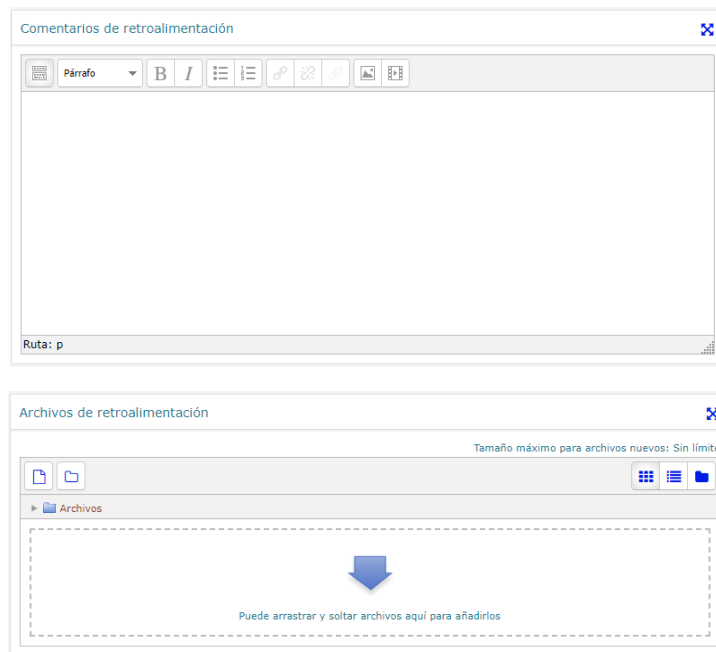 Comentarios de retroalimentación
Párrafo B I
Ruta: p
Archivos de retroalimentación
Tamaño máximo para archivos nuevos: Sin límite
Archivos
Puede arrastrar y soltar archivos aquí para añadirlos